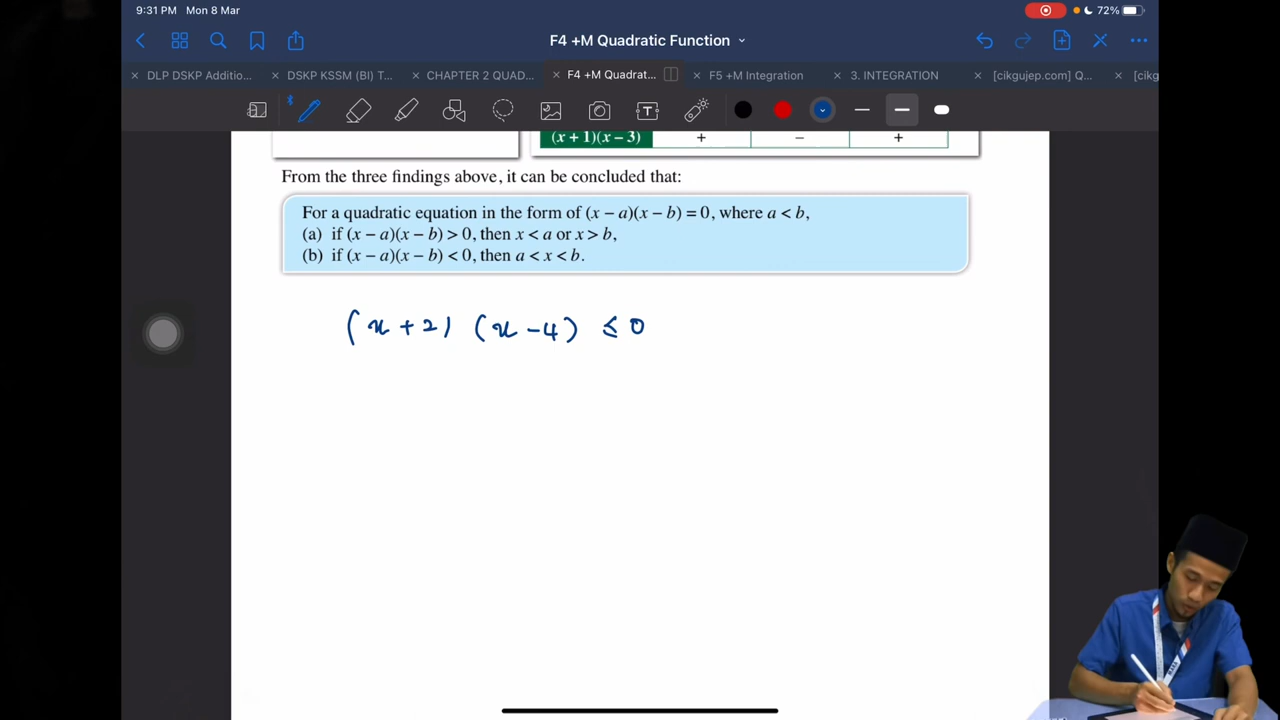 9:31 PM Mon 8 Mar
72%
F4 +M Quadratic Function
DLP DSKP Additio...
DSKP KSSM (BI) T...
CHAPTER 2 QUAD...
F4 +M Quadrat...
F5 +M Integration
3. INTEGRATION
[cikgujep.com] Q...
[cikg
(x + 1)(x – 3) + – +
From the three findings above, it can be concluded that:
For a quadratic equation in the form of (x – a)(x – b) = 0, where a < b,
(a) if (x – a)(x – b) > 0, then x < a or x > b,
(b) if (x – a)(x – b) < 0, then a < x < b.
(x + 2) (x - 4) ≤ 0